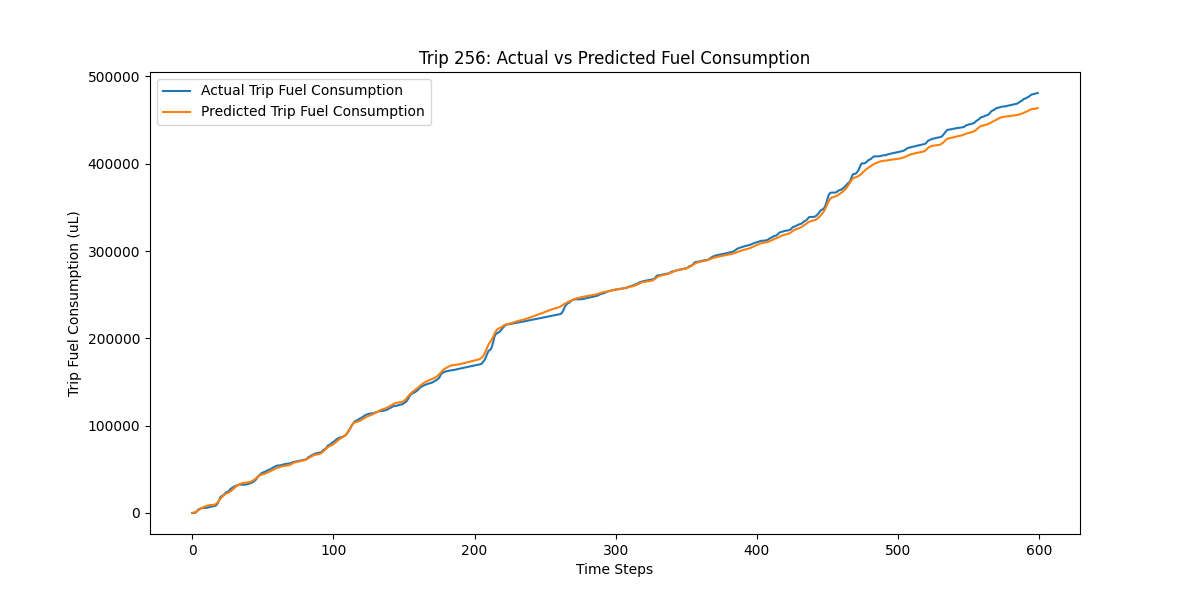 Trip 256: Actual vs Predicted Fuel Consumption
Actual Trip Fuel Consumption
Predicted Trip Fuel Consumption
Trip Fuel Consumption (uL)
500000
400000
300000
200000
100000
0
0 100 200 300 400 500 600
Time Steps